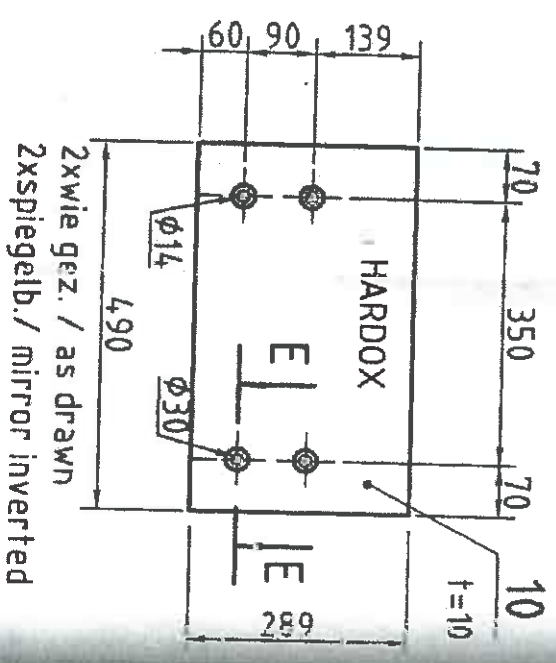 60
90
139
70
350
70
HARDOX
ø14
ø30
E
E
10
t=10
490
289
2xwie gez. / as drawn
2xspiegelb./ mirror inverted